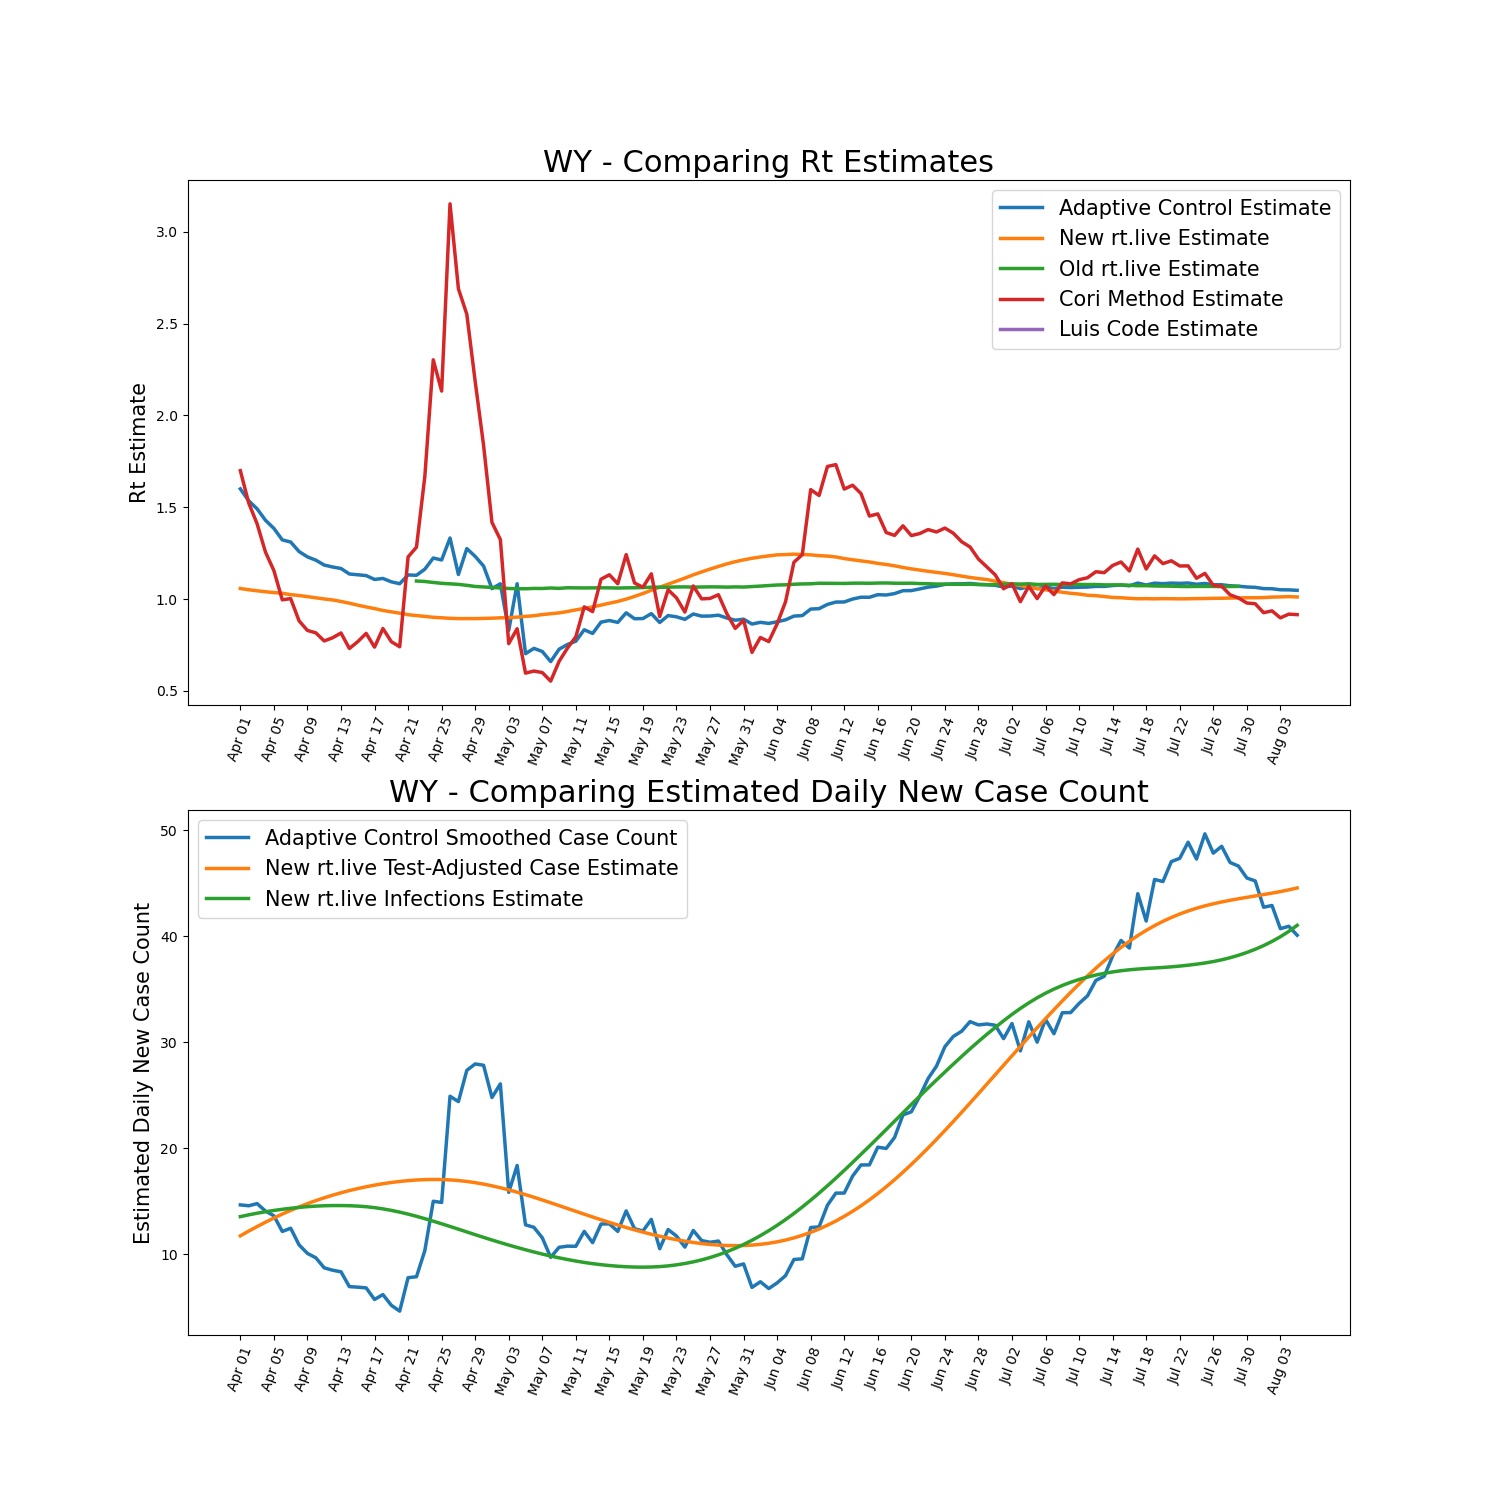 WY - Comparing Rt Estimates
Adaptive Control Estimate
New rt.live Estimate
Old rt.live Estimate
Cori Method Estimate
Luis Code Estimate
Rt Estimate
3.0
2.5
2.0
1.5
1.0
0.5
Apr 01 Apr 05 Apr 09 Apr 13 Apr 17 Apr 21 Apr 25 Apr 29 May 03 May 07 May 11 May 15 May 19 May 23 May 27 May 31 Jun 04 Jun 08 Jun 12 Jun 16 Jun 20 Jun 24 Jun 28 Jul 02 Jul 06 Jul 10 Jul 14 Jul 18 Jul 22 Jul 26 Jul 30 Aug 03
WY - Comparing Estimated Daily New Case Count
Adaptive Control Smoothed Case Count
New rt.live Test-Adjusted Case Estimate
New rt.live Infections Estimate
Estimated Daily New Case Count
50
40
30
20
10
Apr 01 Apr 05 Apr 09 Apr 13 Apr 17 Apr 21 Apr 25 Apr 29 May 03 May 07 May 11 May 15 May 19 May 23 May 27 May 31 Jun 04 Jun 08 Jun 12 Jun 16 Jun 20 Jun 24 Jun 28 Jul 02 Jul 06 Jul 10 Jul 14 Jul 18 Jul 22 Jul 26 Jul 30 Aug 03